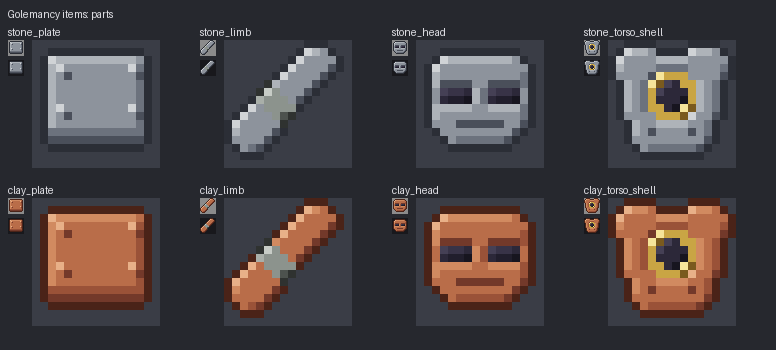 Golemancy items: parts
stone_plate stone_limb stone_head stone_torso_shell
clay_plate clay_limb clay_head clay_torso_shell